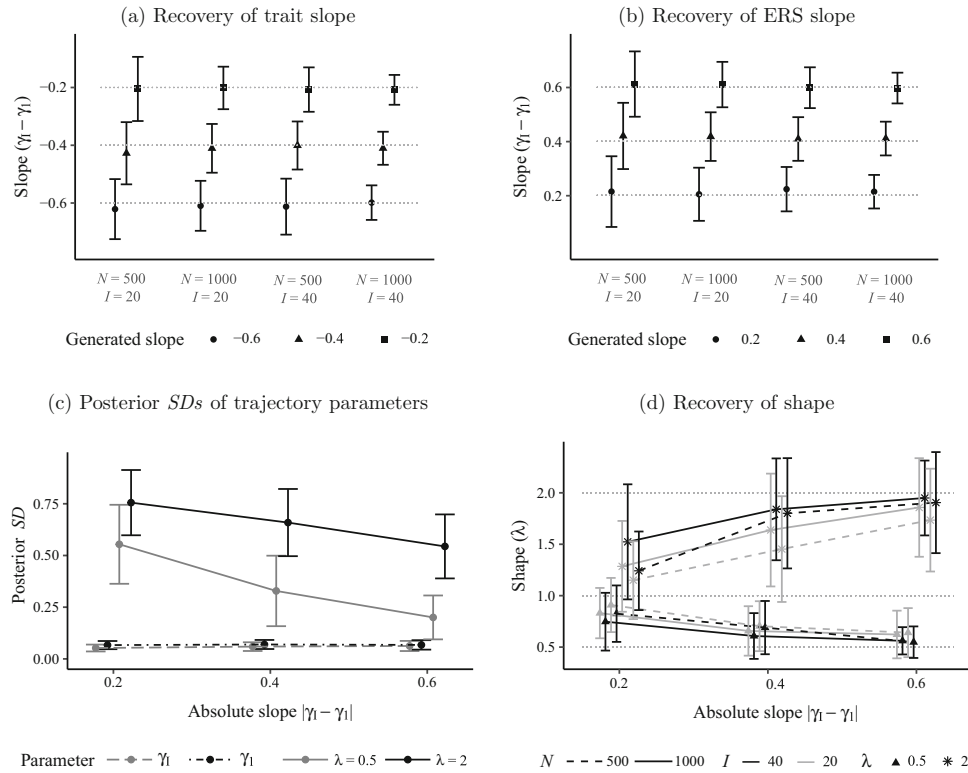 (a) Recovery of trait slope
Slope (γI − γ1)
−0.2
−0.4
−0.6
N = 500 N = 1000 N = 500 N = 1000
I = 20 I = 20 I = 40 I = 40
Generated slope −0.6 −0.4 −0.2
(b) Recovery of ERS slope
Slope (γI − γ1)
0.6
0.4
0.2
N = 500 N = 1000 N = 500 N = 1000
I = 20 I = 20 I = 40 I = 40
Generated slope 0.2 0.4 0.6
(c) Posterior SDs of trajectory parameters
Posterior SD
0.75
0.50
0.25
0.00
0.2 0.4 0.6
Absolute slope |γI − γ1|
Parameter γI γ1 λ = 0.5 λ = 2
(d) Recovery of shape
Shape (λ)
2.0
1.5
1.0
0.5
0.2 0.4 0.6
Absolute slope |γI − γ1|
N 500 1000 I 40 20 λ 0.5 2